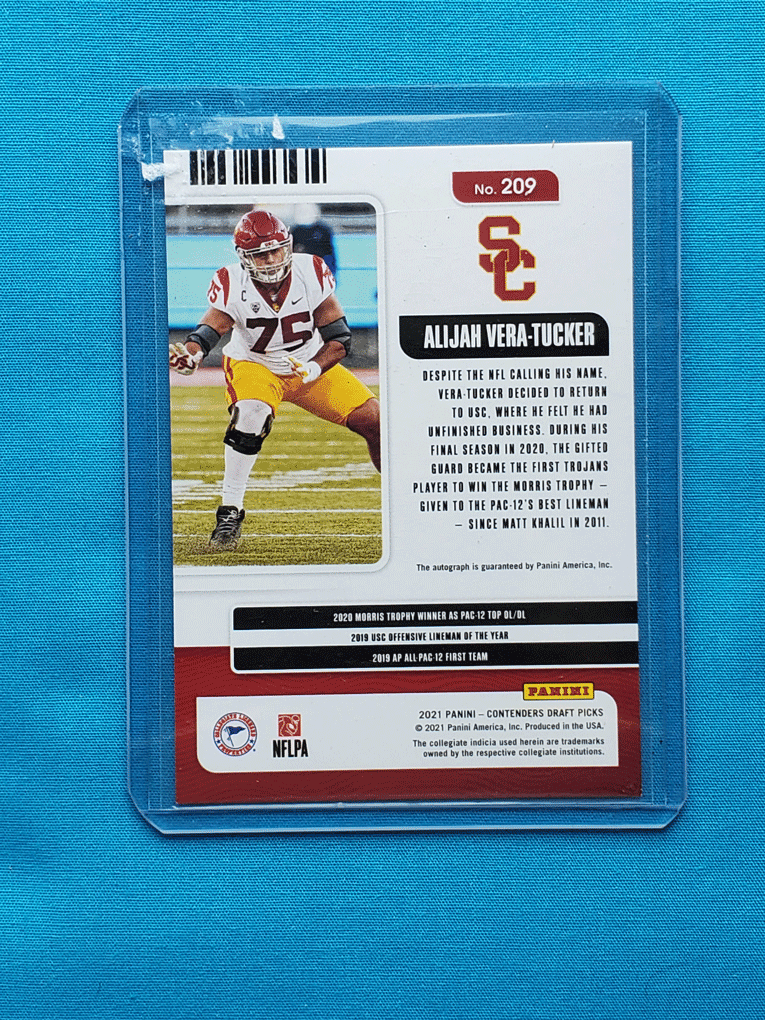 No. 209
SC
ALIJAH VERA-TUCKER
75
75
C
DESPITE THE NFL CALLING HIS NAME,
VERA-TUCKER DECIDED TO RETURN
TO USC, WHERE HE FELT HE HAD
UNFINISHED BUSINESS. DURING HIS
FINAL SEASON IN 2020, THE GIFTED
GUARD BECAME THE FIRST TROJANS
PLAYER TO WIN THE MORRIS TROPHY –
GIVEN TO THE PAC-12'S BEST LINEMAN
– SINCE MATT KHALIL IN 2011.
The autograph is guaranteed by Panini America, Inc.
2020 MORRIS TROPHY WINNER AS PAC-12 TOP OL/DL
2019 USC OFFENSIVE LINEMAN OF THE YEAR
2019 AP ALL-PAC-12 FIRST TEAM
PANINI
2021 PANINI – CONTENDERS DRAFT PICKS
© 2021 Panini America, Inc. Produced in the USA.
The collegiate indicia used herein are trademarks
owned by the respective collegiate institutions.
COLLEGIATE LICENSED
PROPERTIES
NFLPA